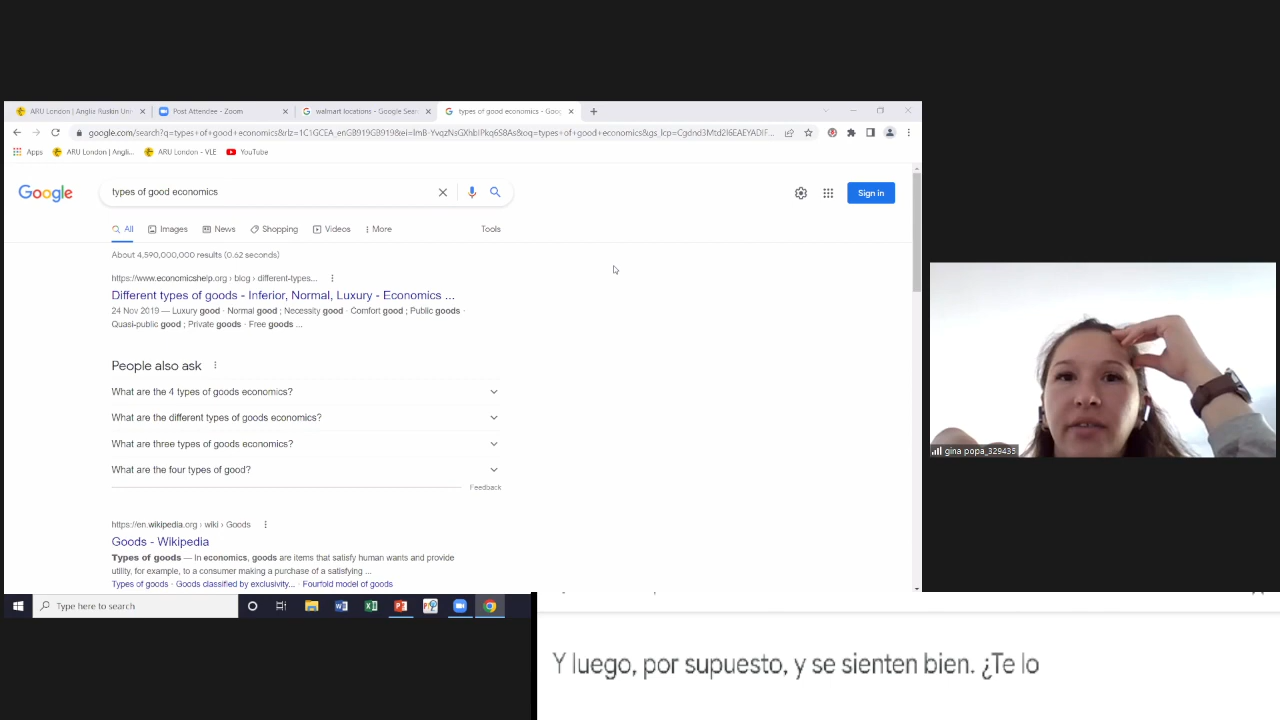 ARU London | Anglia Ruskin Uni
Post Attendee - Zoom
walmart locations - Google Sear
types of good economics - Goog
google.com/search?q=types+of+good+economics&rlz=1C1GCEA_enGB919GB919&ei=
Apps
ARU London | Angli...
ARU London - VLE
YouTube
Google
types of good economics
Sign in
All
Images
News
Shopping
Videos
More
Tools
About 4,590,000,000 results (0.62 seconds)
https://www.economicshelp.org › blog › different-types...
Different types of goods - Inferior, Normal, Luxury - Economics ...
24 Nov 2019 — Luxury good · Normal good ; Necessity good · Comfort good ; Public goods ·
Quasi-public good ; Private goods · Free goods ...
People also ask
What are the 4 types of goods economics?
What are the different types of goods economics?
What are three types of goods economics?
What are the four types of good?
Feedback
https://en.wikipedia.org › wiki › Goods
Goods - Wikipedia
Types of goods — In economics, goods are items that satisfy human wants and provide
utility, for example, to a consumer making a purchase of a satisfying ...
Types of goods · Goods classified by exclusivity... · Fourfold model of goods
Type here to search
gina popa_329435
Y luego, por supuesto, y se sienten bien. ¿Te lo